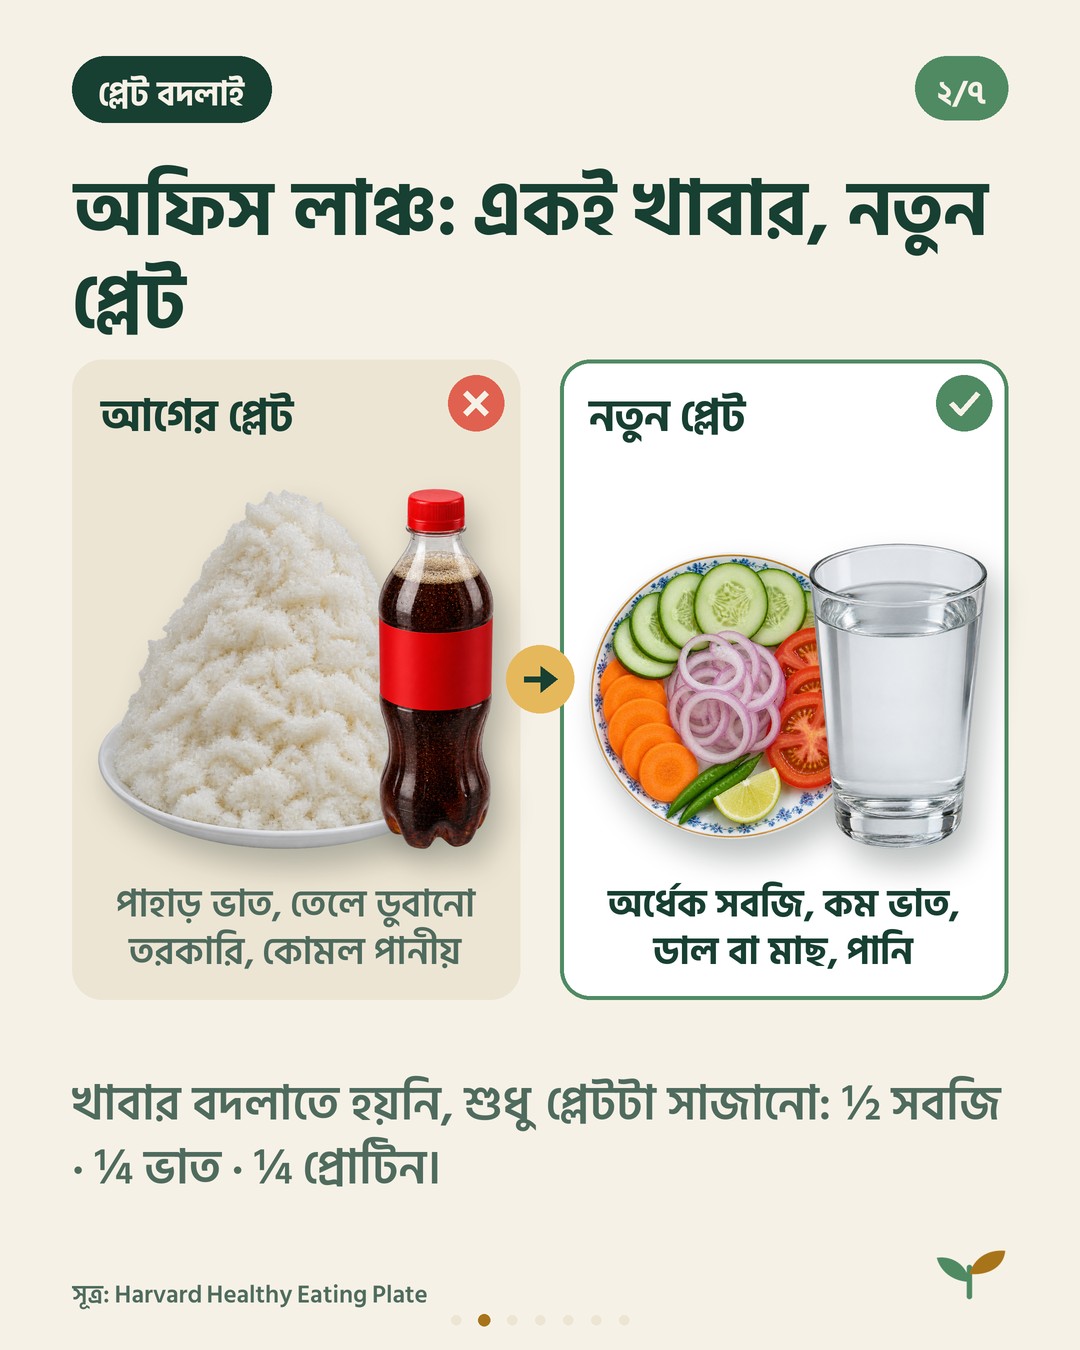 প্লেট বদলাই
২/৭
অফিস লাঞ্চ: একই খাবার, নতুন
প্লেট
আগের প্লেট
নতুন প্লেট
পাহাড় ভাত, তেলে ডুবানো
তরকারি, কোমল পানীয়
অর্ধেক সবজি, কম ভাত,
ডাল বা মাছ, পানি
খাবার বদলাতে হয়নি, শুধু প্লেটটা সাজানো: ½ সবজি
· ¼ ভাত · ¼ প্রোটিন।
সূত্র: Harvard Healthy Eating Plate